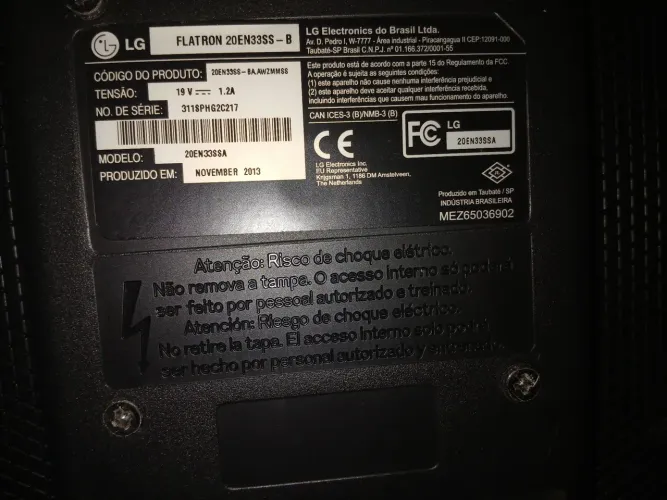 LG FLATRON 20EN33SS-B
CÓDIGO DO PRODUTO: 20EN33SS-BA.AWZMMSS
TENSÃO: 19 V 1.2A
NO. DE SÉRIE: 311SPHG2C217
MODELO: 20EN33SSA
PRODUZIDO EM: NOVEMBER 2013
LG Electronics do Brasil Ltda.
Av. D. Pedro I, W-7777 - Área industrial - Piracangagua II CEP:12091-000
Taubaté-SP Brasil C.N.P.J. nº 01.166.372/0001-55
Este produto está de acordo com a parte 15 do Regulamento da FCC.
A operação é sujeita as seguintes condições:
(1) este aparelho não cause nenhuma interferência prejudicial e
(2) este aparelho deve aceitar qualquer interferência recebida,
incluindo interferências que causem mau funcionamento do aparelho.
CAN ICES-3 (B)/NMB-3 (B)
CE
LG Electronics Inc.
EU Representative
Krijgsman 1, 1186 DM Amstelveen,
The Netherlands
FC LG
20EN33SSA
Produzido em Taubaté / SP
INDÚSTRIA BRASILEIRA
MEZ65036902
Atenção: Risco de choque elétrico.
Não remova a tampa. O acesso interno só poderá
ser feito por pessoal autorizado e treinado.
Atención: Riesgo de choque eléctrico.
No retire la tapa. El acceso interno solo podrá
ser hecho por personal autorizado y